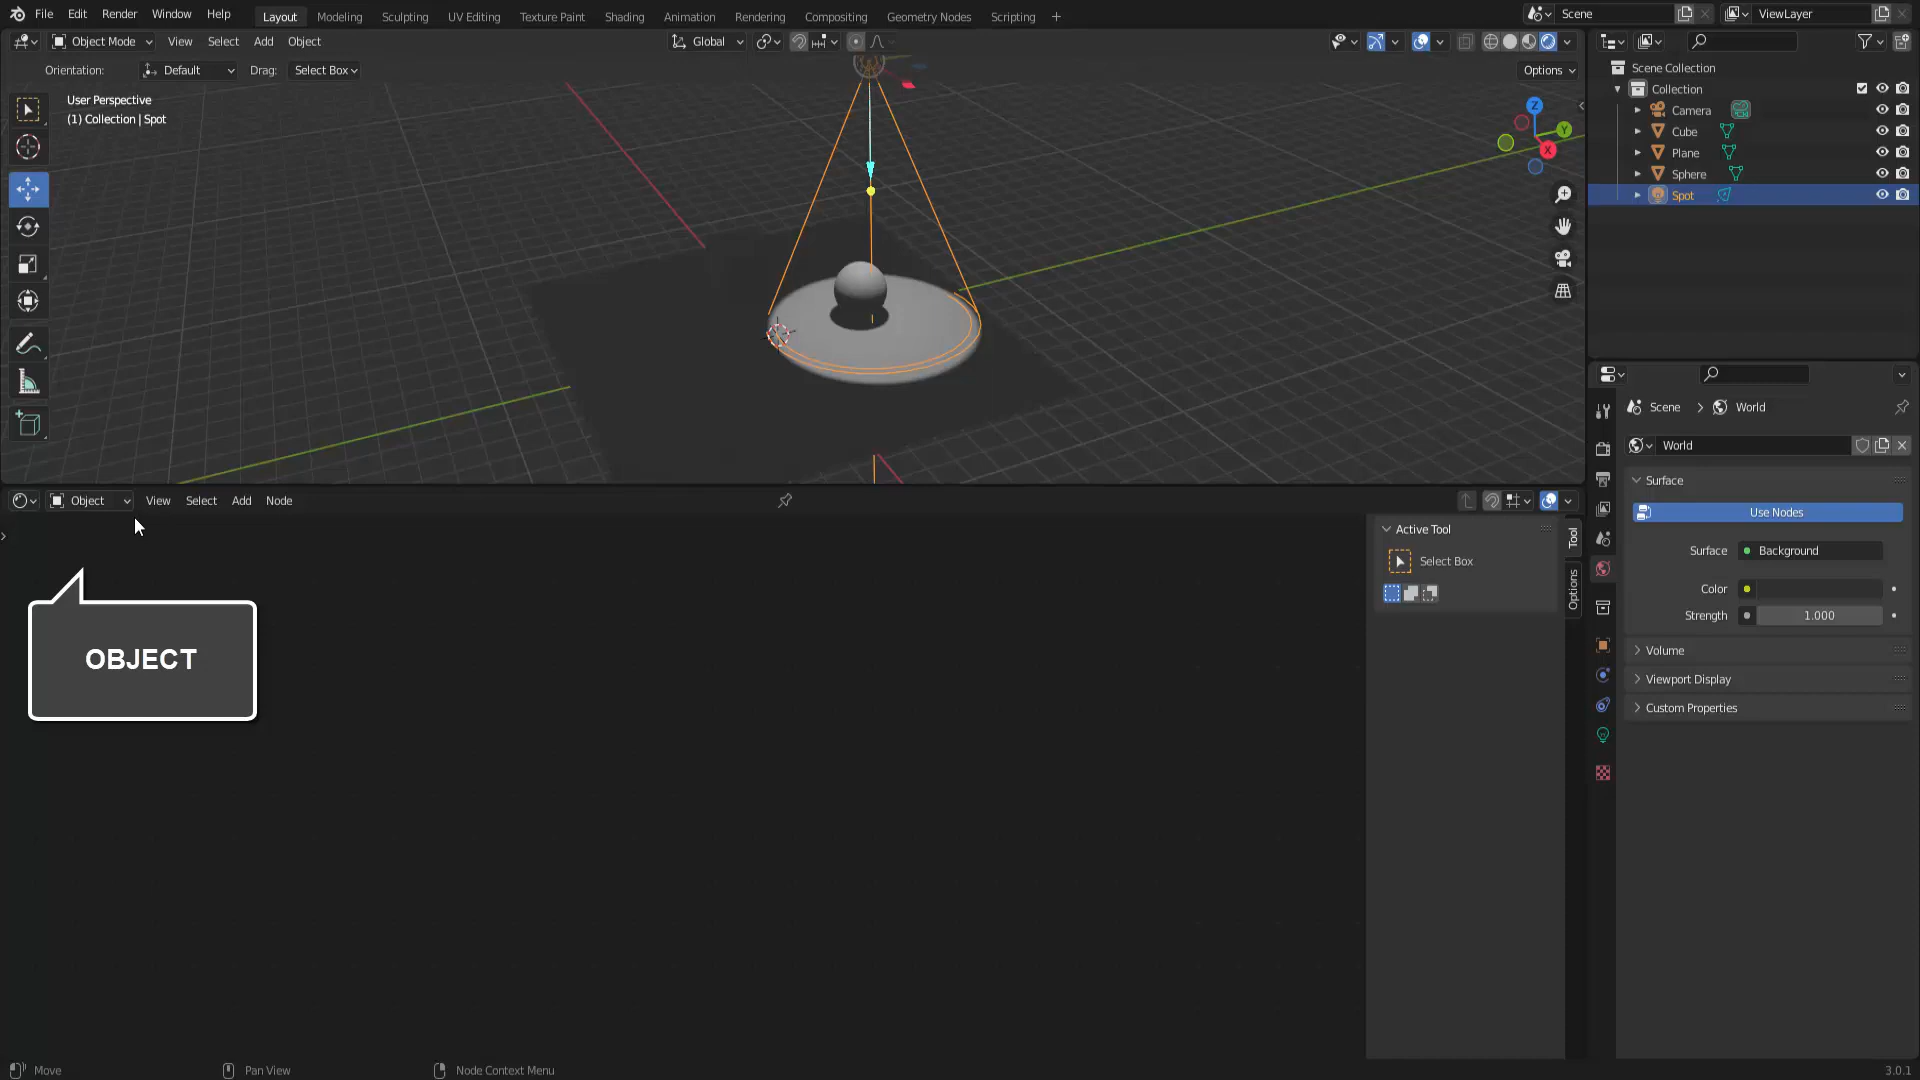 File Edit Render Window Help Layout Modeling Sculpting UV Editing Texture Paint Shading Animation Rendering Compositing Geometry Nodes Scripting + Scene ViewLayer
Object Mode View Select Add Object Global
Orientation: Default Drag: Select Box Options
User Perspective
(1) Collection | Spot
Z
Y
X
Scene Collection
Collection
Camera
Cube
Plane
Sphere
Spot
Scene > World
World
Surface
Use Nodes
Surface Background
Color
Strength 1.000
Volume
Viewport Display
Custom Properties
Object View Select Add Node
Active Tool
Select Box
Tool
Options
OBJECT
Move Pan View Node Context Menu 3.0.1